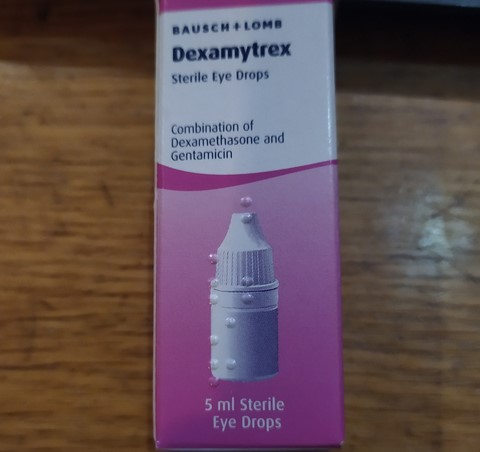 BAUSCH+LOMB
Dexamytrex
Sterile Eye Drops
Combination of
Dexamethasone and
Gentamicin
5 ml Sterile
Eye Drops